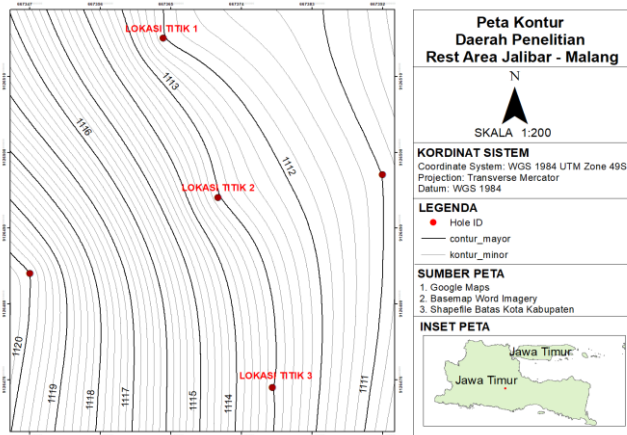 LOKASI TITIK 1
1113
1116
1112
LOKASI TITIK 2
LOKASI TITIK 3
1120
1119
1118
1117
1115
1114
1111
Peta Kontur
Daerah Penelitian
Rest Area Jalibar - Malang
N
SKALA 1:200
KORDINAT SISTEM
Coordinate System: WGS 1984 UTM Zone 49S
Projection: Transverse Mercator
Datum: WGS 1984
LEGENDA
Hole ID
contur_mayor
kontur_minor
SUMBER PETA
1. Google Maps
2. Basemap Word Imagery
3. Shapefile Batas Kota Kabupaten
INSET PETA
Jawa Timur
Jawa Timur